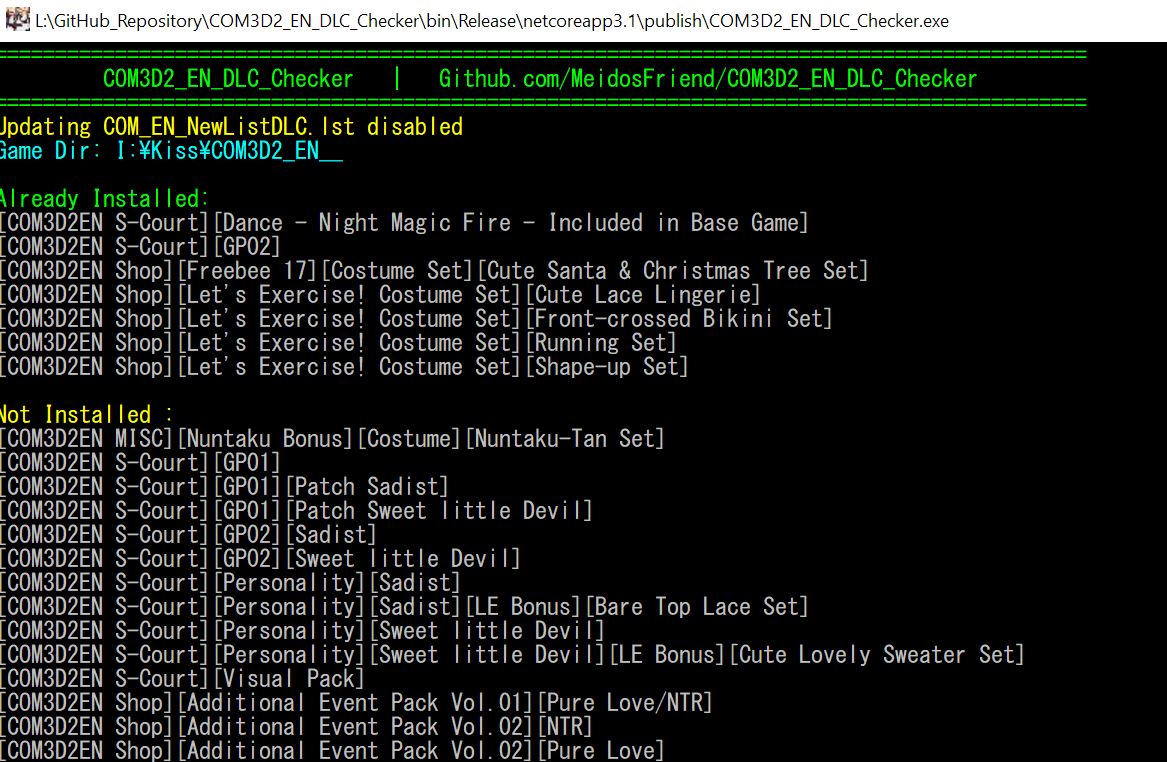 L:\GitHub_Repository\COM3D2_EN_DLC_Checker\bin\Release\netcoreapp3.1\publish\COM3D2_EN_DLC_Checker.exe
===========================================================================================
COM3D2_EN_DLC_Checker | Github.com/MeidosFriend/COM3D2_EN_DLC_Checker
===========================================================================================
Updating COM_EN_NewListDLC.lst disabled
Game Dir: I:¥Kiss¥COM3D2_EN__
Already Installed:
[COM3D2EN S-Court][Dance - Night Magic Fire - Included in Base Game]
[COM3D2EN S-Court][GP02]
[COM3D2EN Shop][Freebee 17][Costume Set][Cute Santa & Christmas Tree Set]
[COM3D2EN Shop][Let's Exercise! Costume Set][Cute Lace Lingerie]
[COM3D2EN Shop][Let's Exercise! Costume Set][Front-crossed Bikini Set]
[COM3D2EN Shop][Let's Exercise! Costume Set][Running Set]
[COM3D2EN Shop][Let's Exercise! Costume Set][Shape-up Set]
Not Installed :
[COM3D2EN MISC][Nuntaku Bonus][Costume][Nuntaku-Tan Set]
[COM3D2EN S-Court][GP01]
[COM3D2EN S-Court][GP01][Patch Sadist]
[COM3D2EN S-Court][GP01][Patch Sweet little Devil]
[COM3D2EN S-Court][GP02][Sadist]
[COM3D2EN S-Court][GP02][Sweet little Devil]
[COM3D2EN S-Court][Personality][Sadist]
[COM3D2EN S-Court][Personality][Sadist][LE Bonus][Bare Top Lace Set]
[COM3D2EN S-Court][Personality][Sweet little Devil]
[COM3D2EN S-Court][Personality][Sweet little Devil][LE Bonus][Cute Lovely Sweater Set]
[COM3D2EN S-Court][Visual Pack]
[COM3D2EN Shop][Additional Event Pack Vol.01][Pure Love/NTR]
[COM3D2EN Shop][Additional Event Pack Vol.02][NTR]
[COM3D2EN Shop][Additional Event Pack Vol.02][Pure Love]